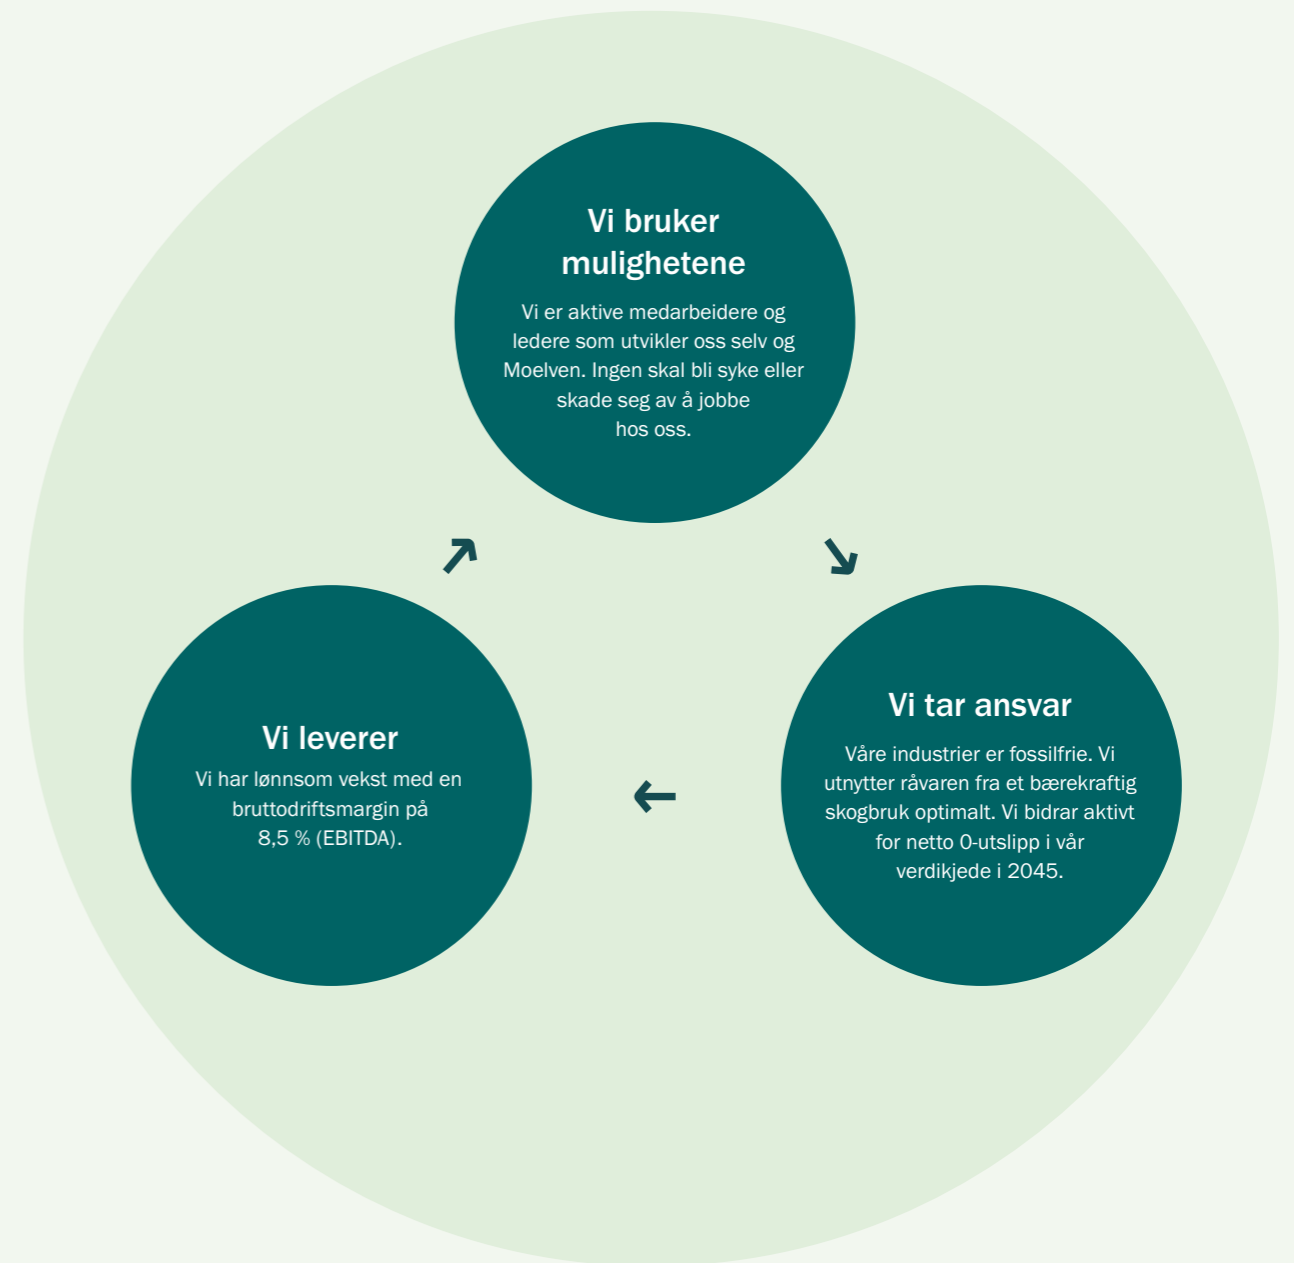 Vi bruker
mulighetene
Vi er aktive medarbeidere og
ledere som utvikler oss selv og
Moelven. Ingen skal bli syke eller
skade seg av å jobbe
hos oss.
Vi leverer
Vi har lønnsom vekst med en
bruttodriftsmargin på
8,5 % (EBITDA).
Vi tar ansvar
Våre industrier er fossilfrie. Vi
utnytter råvaren fra et bærekraftig
skogbruk optimalt. Vi bidrar aktivt
for netto 0-utslipp i vår
verdikjede i 2045.